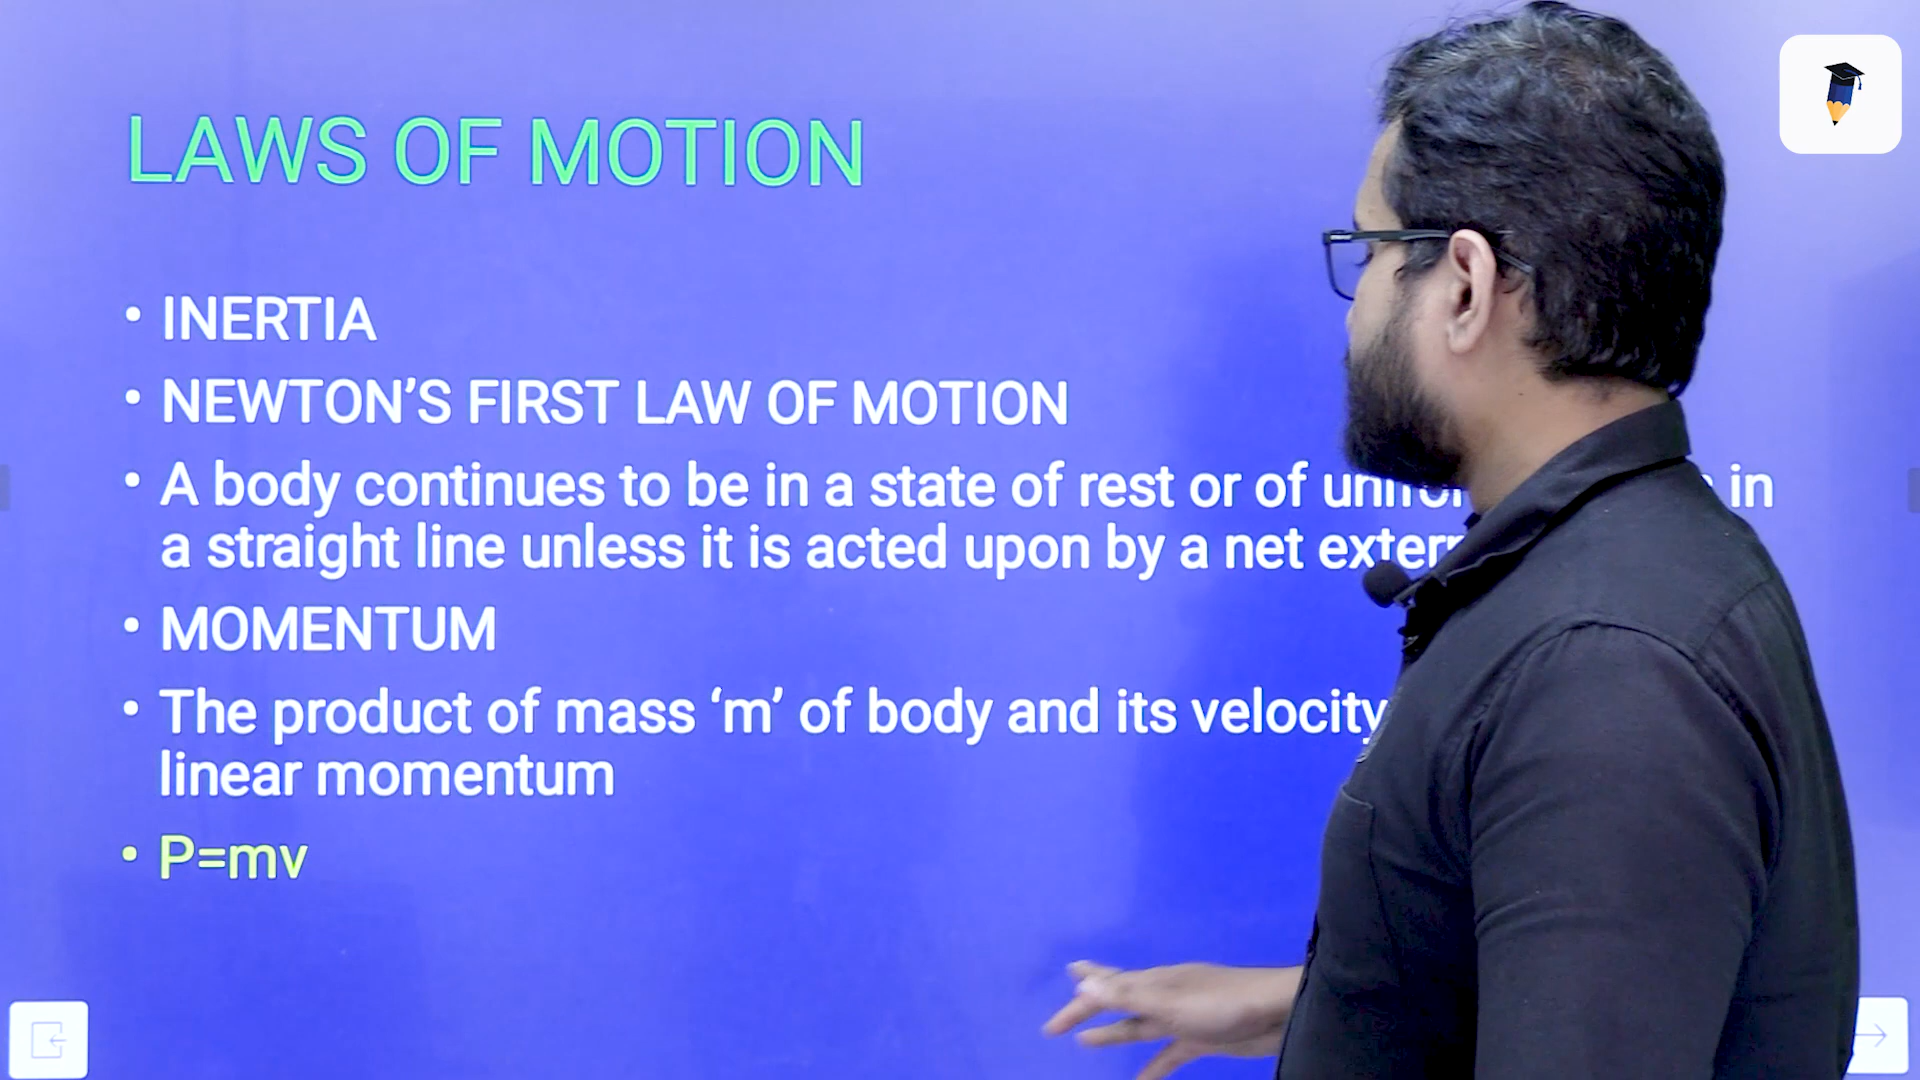 LAWS OF MOTION
• INERTIA
• NEWTON’S FIRST LAW OF MOTION
• A body continues to be in a state of rest or of in
a straight line unless it is acted upon by a net
• MOMENTUM
• The product of mass ‘m’ of body and its velocity
linear momentum
• P=mv